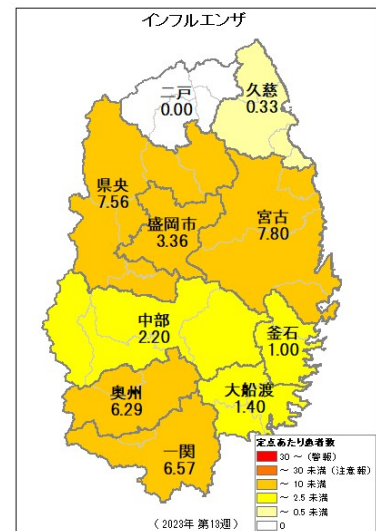 インフルエンザ
二戸
0.00
久慈
0.33
県央
7.56
盛岡市
3.36
宮古
7.80
中部
2.20
釜石
1.00
奥州
6.29
大船渡
1.40
一関
6.57
定点あたり患者数
30 ～ (警報)
～ 30 未満 (注意報)
～ 10 未満
～ 2.5 未満
～ 0.5 未満
0
( 2023年 第13週 )